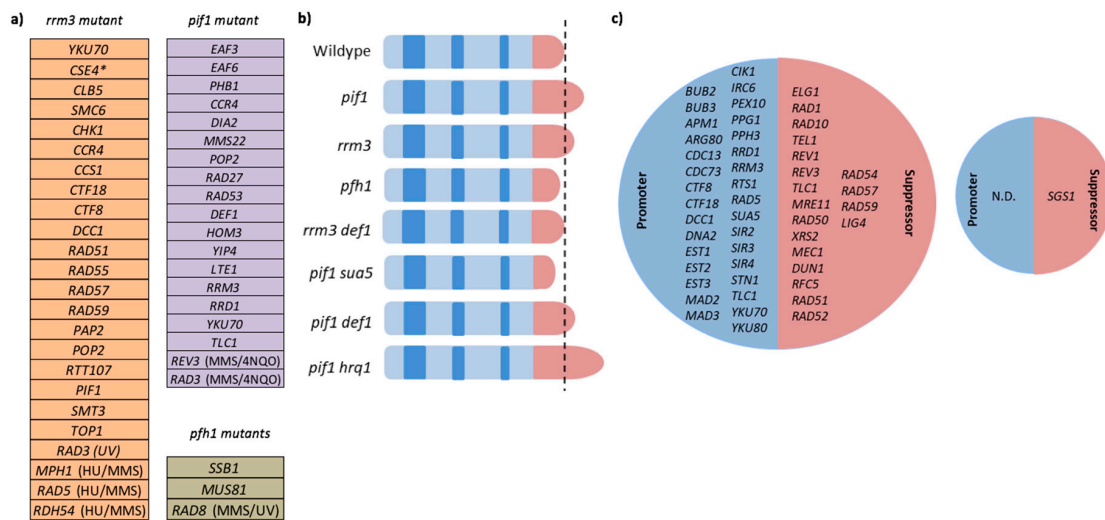 a)
rrm3 mutant
YKU70
CSE4*
CLB5
SMC6
CHK1
CCR4
CCS1
CTF18
CTF8
DCC1
RAD51
RAD55
RAD57
RAD59
PAP2
POP2
RTT107
PIF1
SMT3
TOP1
RAD3 (UV)
MPH1 (HU/MMS)
RAD5 (HU/MMS)
RDH54 (HU/MMS)
pif1 mutant
EAF3
EAF6
PHB1
CCR4
DIA2
MMS22
POP2
RAD27
RAD53
DEF1
HOM3
YIP4
LTE1
RRM3
RRD1
YKU70
TLC1
REV3 (MMS/4NQO)
RAD3 (MMS/4NQO)
pfh1 mutants
SSB1
MUS81
RAD8 (MMS/UV)
b)
Wildype
pif1
rrm3
pfh1
rrm3 def1
pif1 sua5
pif1 def1
pif1 hrq1
c)
Promoter
BUB2
BUB3
APM1
ARG80
CDC13
CDC73
CTF8
CTF18
DCC1
DNA2
EST1
EST2
EST3
MAD2
MAD3
CIK1
IRC6
PEX10
PPG1
PPH3
RRD1
RRM3
RTS1
RAD5
SUA5
SIR2
SIR3
SIR4
STN1
TLC1
YKU70
YKU80
ELG1
RAD1
RAD10
TEL1
REV1
REV3
TLC1
MRE11
RAD50
XRS2
MEC1
DUN1
RFC5
RAD51
RAD52
RAD54
RAD57
RAD59
LIG4
Suppressor
Promoter
N.D.
SGS1
Suppressor